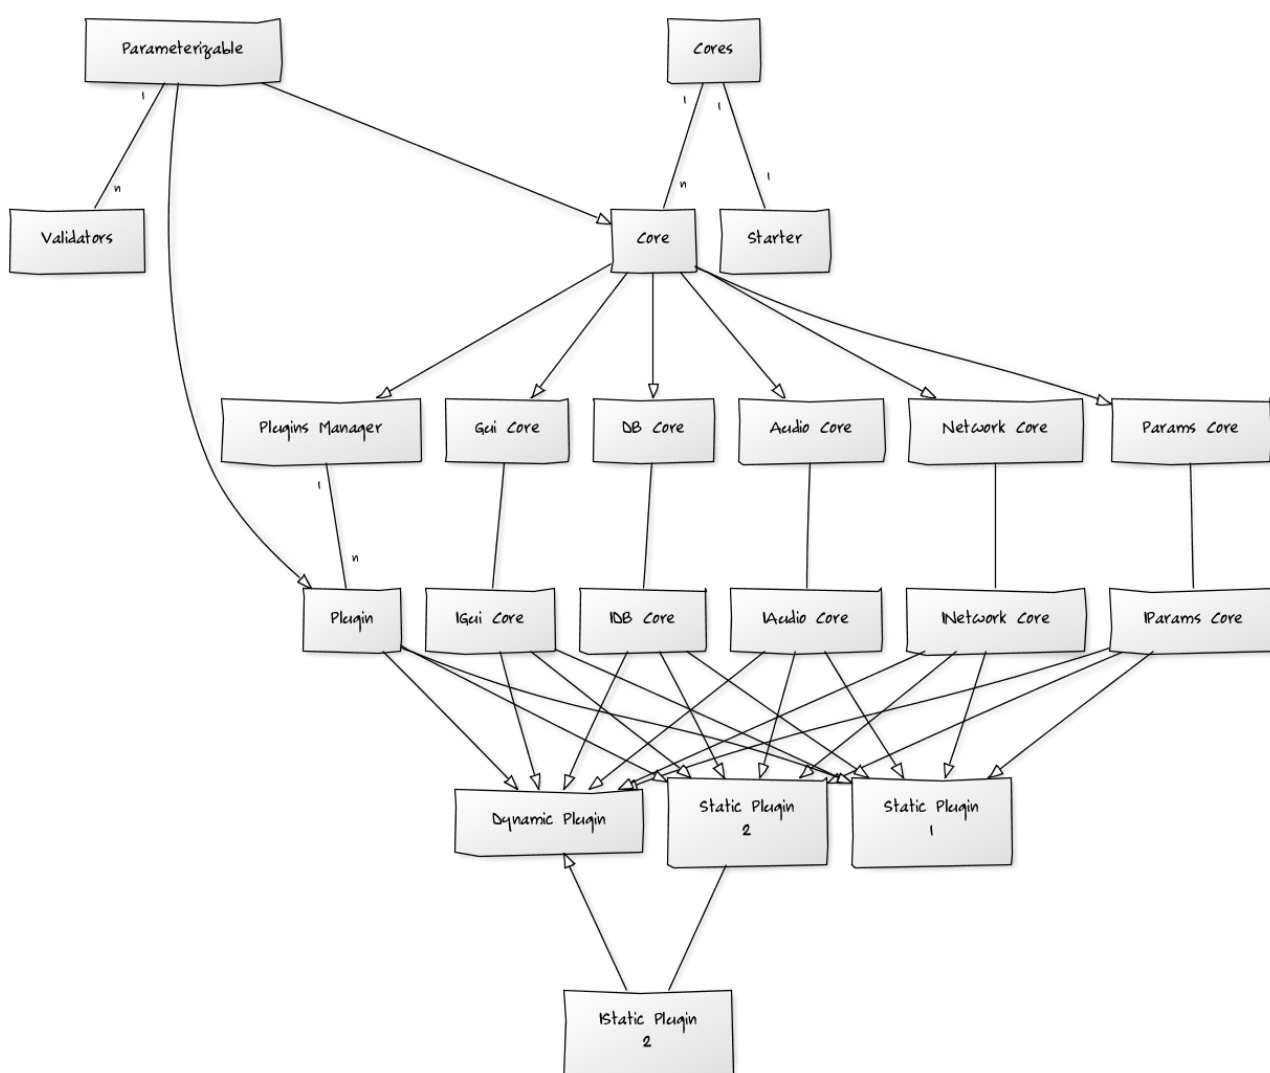 Parameterizable
Cores
1
1
1
n
n
1
Validators
Core
Starter
Plugins Manager
Gui Core
DB Core
Audio Core
Network Core
Params Core
1
n
Plugin
IGui Core
IDB Core
IAudio Core
INetwork Core
IParams Core
Dynamic Plugin
Static Plugin
2
Static Plugin
1
IStatic Plugin
2